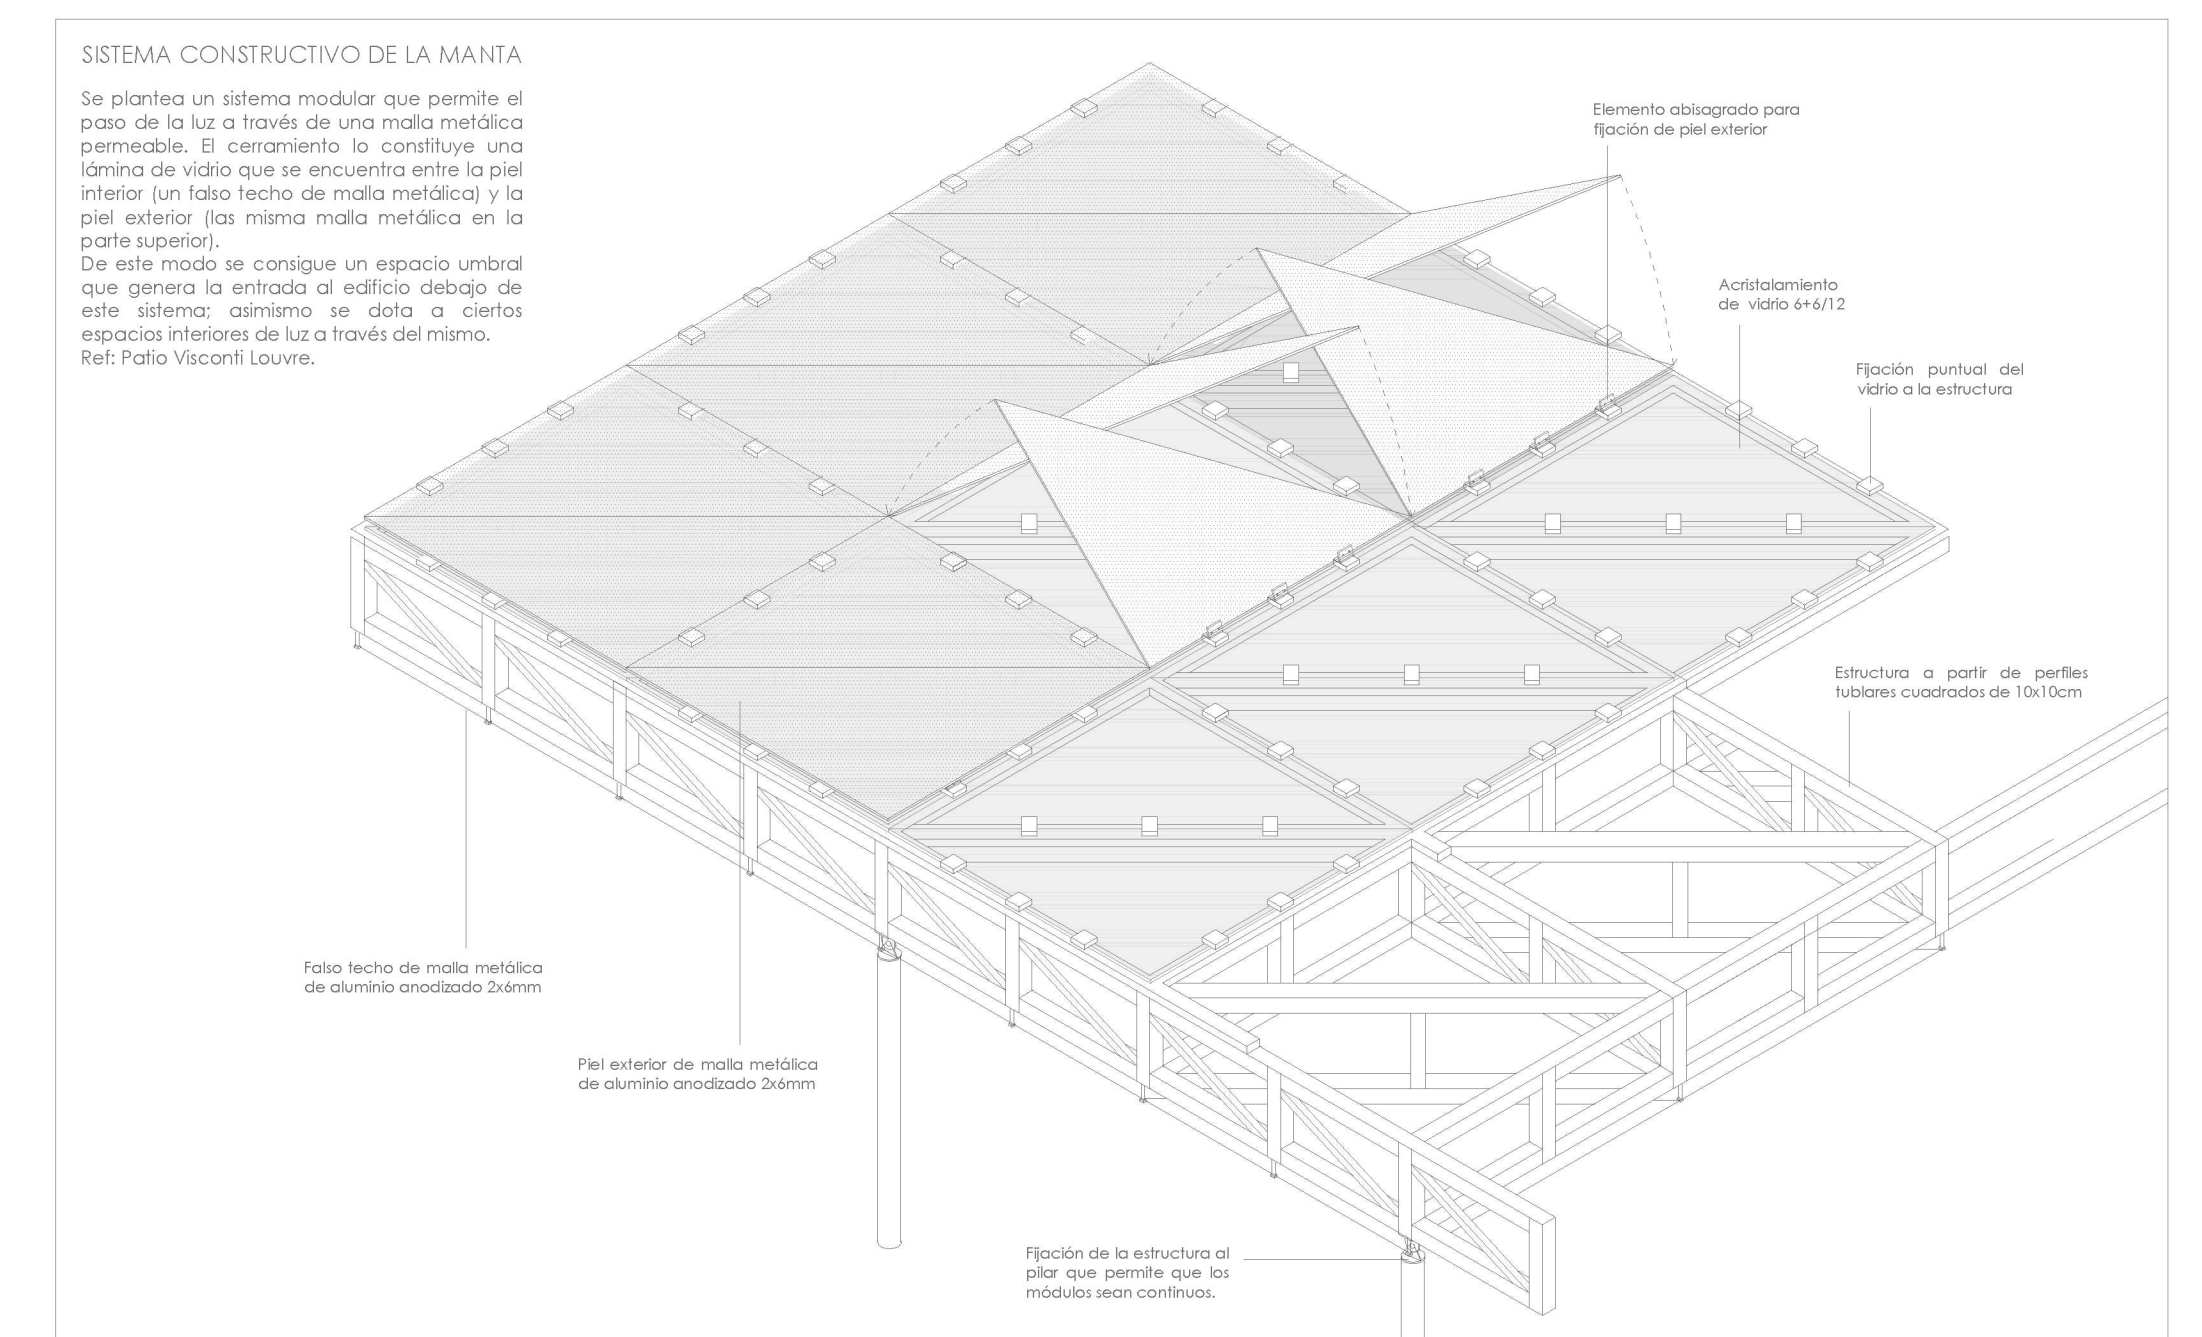 SISTEMA CONSTRUCTIVO DE LA MANTA
Se plantea un sistema modular que permite el
paso de la luz a través de una malla metálica
permeable. El cerramiento lo constituye una
lámina de vidrio que se encuentra entre la piel
interior (un falso techo de malla metálica) y la
piel exterior (las misma malla metálica en la
parte superior).
De este modo se consigue un espacio umbral
que genera la entrada al edificio debajo de
este sistema; asimismo se dota a ciertos
espacios interiores de luz a través del mismo.
Ref: Patio Visconti Louvre.
Elemento abisagrado para
fijación de piel exterior
Acristalamiento
de vidrio 6+6/12
Fijación puntual del
vidrio a la estructura
Estructura a partir de perfiles
tublares cuadrados de 10x10cm
Falso techo de malla metálica
de aluminio anodizado 2x6mm
Piel exterior de malla metálica
de aluminio anodizado 2x6mm
Fijación de la estructura al
pilar que permite que los
módulos sean continuos.